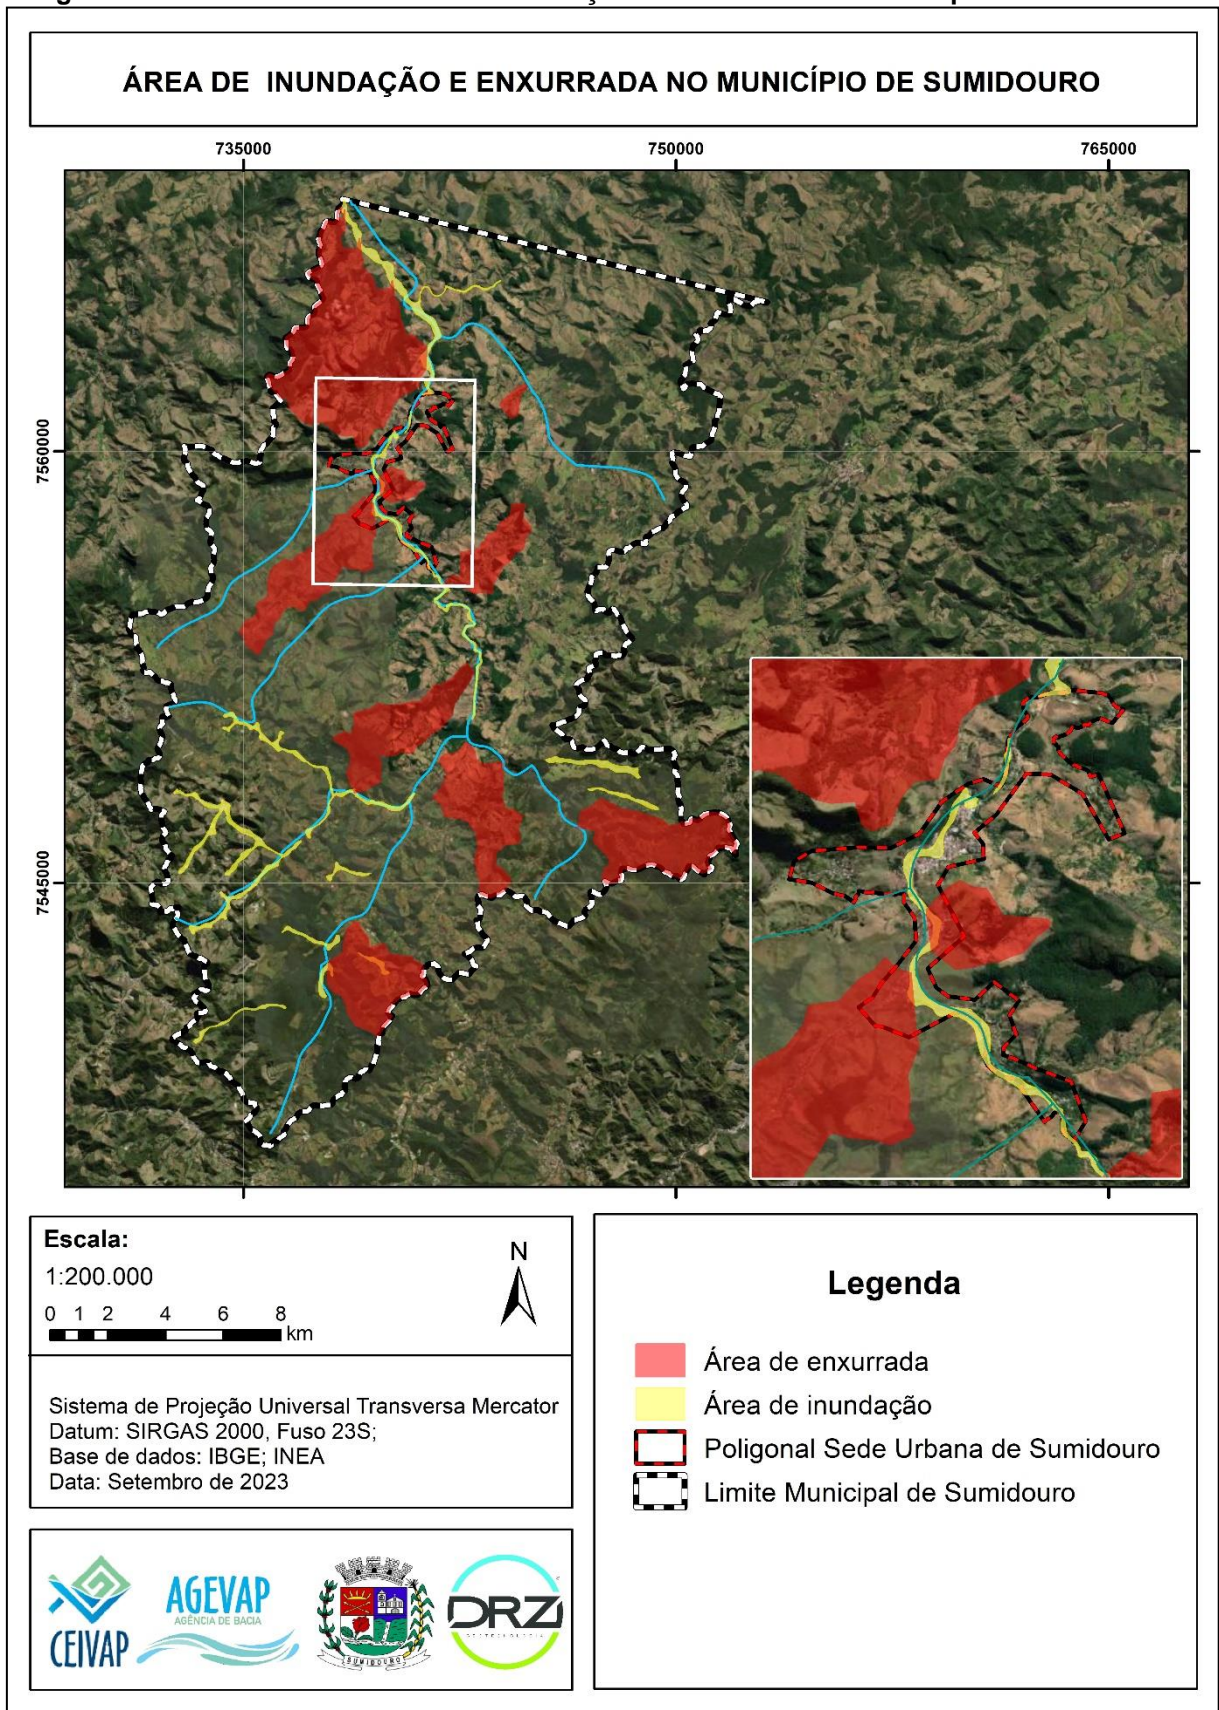 ÁREA DE INUNDAÇÃO E ENXURRADA NO MUNICÍPIO DE SUMIDOURO
735000 750000 765000
7560000
7545000
Escala:
1:200.000
0 1 2 4 6 8
km
N
Sistema de Projeção Universal Transversa Mercator
Datum: SIRGAS 2000, Fuso 23S;
Base de dados: IBGE; INEA
Data: Setembro de 2023
CEIVAP
AGEVAP
AGÊNCIA DE BACIA
SUMIDOURO
DRZ
Legenda
Área de enxurrada
Área de inundação
Poligonal Sede Urbana de Sumidouro
Limite Municipal de Sumidouro